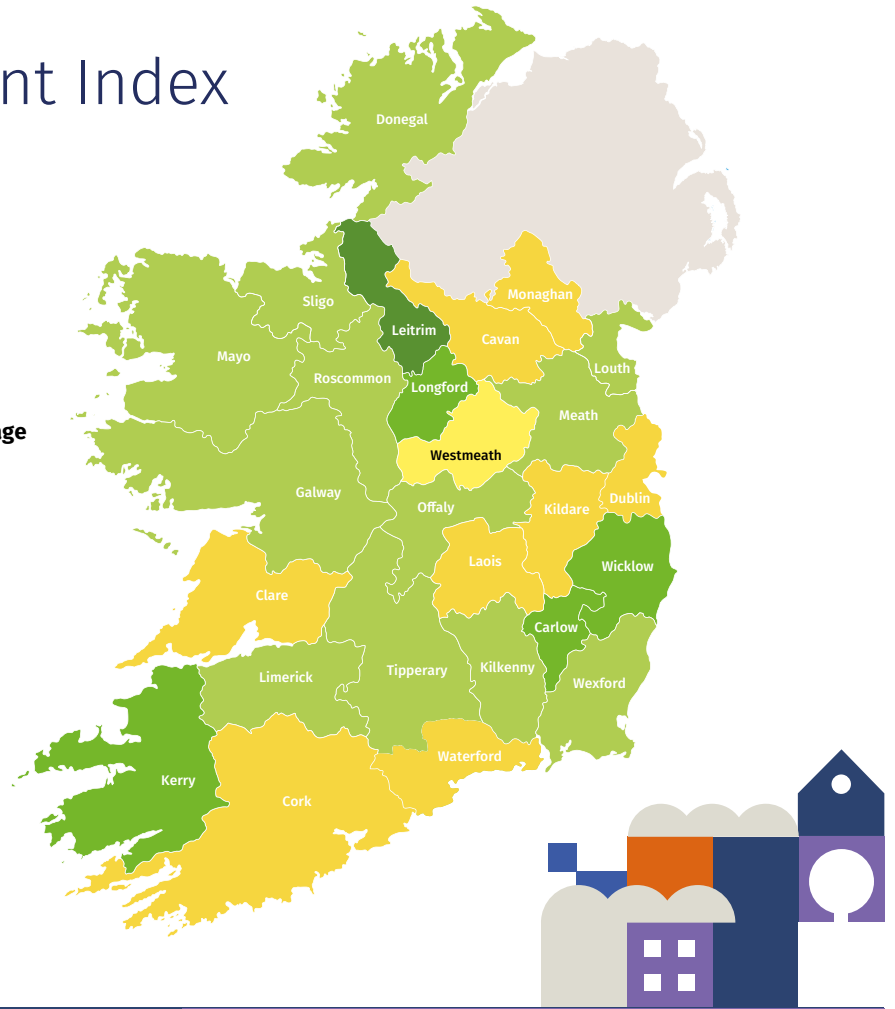 nt Index
Donegal
Monaghan
Sligo
Leitrim
Cavan
Mayo
Louth
Roscommon
Longford
Meath
age
Westmeath
Galway
Dublin
Offaly
Kildare
Laois
Wicklow
Clare
Carlow
Kilkenny
Tipperary
Limerick
Wexford
Waterford
Kerry
Cork